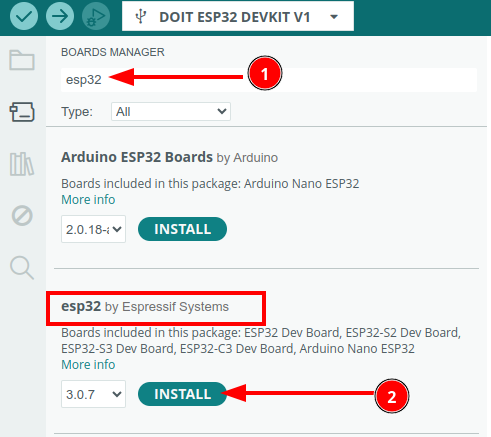 DOIT ESP32 DEVKIT V1
BOARDS MANAGER
esp32
1
Type: All
Arduino ESP32 Boards by Arduino
Boards included in this package: Arduino Nano ESP32
More info
2.0.18-a INSTALL
esp32 by Espressif Systems
Boards included in this package: ESP32 Dev Board, ESP32-S2 Dev Board,
ESP32-S3 Dev Board, ESP32-C3 Dev Board, Arduino Nano ESP32
More info
3.0.7 INSTALL
2